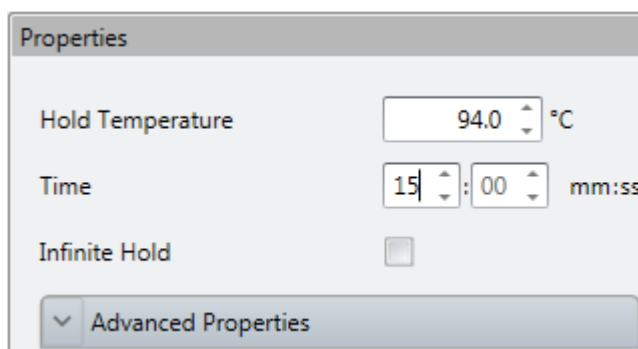 Properties
Hold Temperature 94.0 °C
Time 15 : 00 mm:ss
Infinite Hold
Advanced Properties